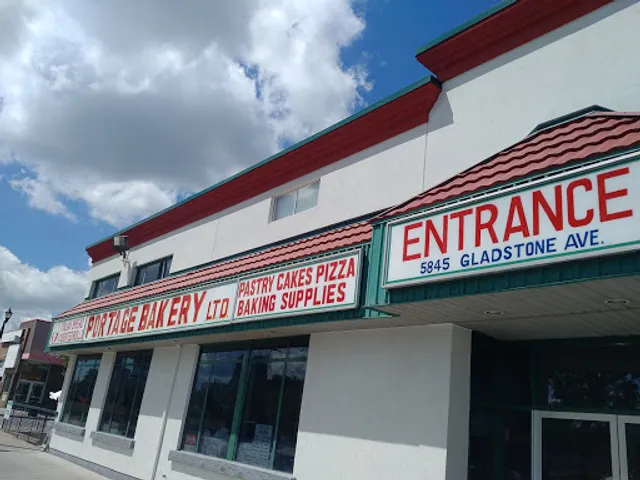 PORTAGE BAKERY LTD
PASTRY CAKES PIZZA
BAKING SUPPLIES
ENTRANCE
5845 GLADSTONE AVE.